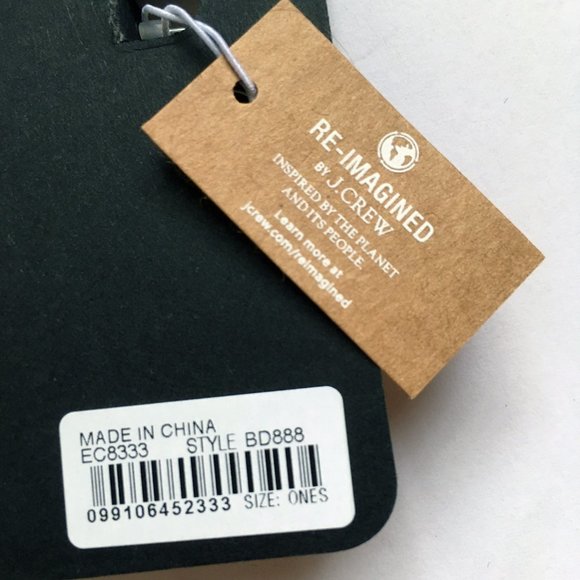 RE-IMAGINED
BY J.CREW
INSPIRED BY THE PLANET
AND ITS PEOPLE.
Learn more at
jcrew.com/reimagined
MADE IN CHINA
EC8333 STYLE BD888
099106452333 SIZE: ONES